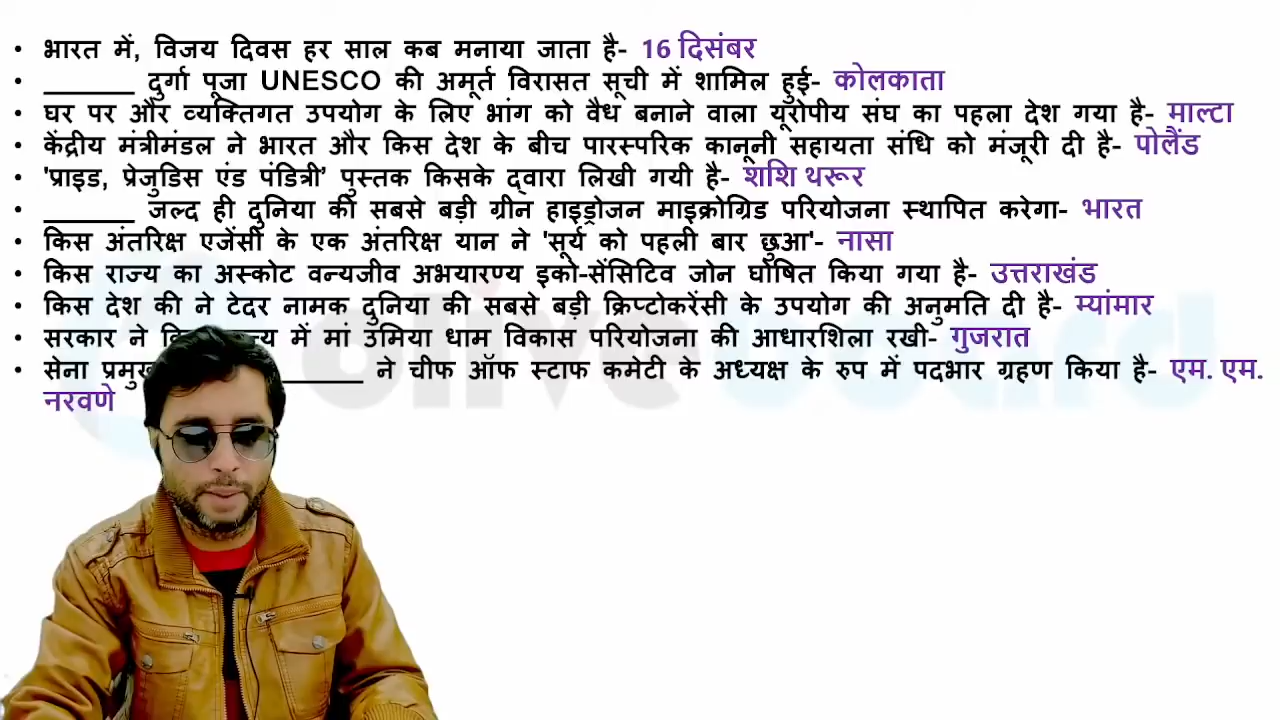 • भारत में, विजय दिवस हर साल कब मनाया जाता है- 16 दिसंबर
• ______ दुर्गा पूजा UNESCO की अमूर्त विरासत सूची में शामिल हुई- कोलकाता
• घर पर और व्यक्तिगत उपयोग के लिए भांग को वैध बनाने वाला यूरोपीय संघ का पहला देश गया है- माल्टा
• केंद्रीय मंत्रीमंडल ने भारत और किस देश के बीच पारस्परिक कानूनी सहायता संधि को मंजूरी दी है- पोलैंड
• 'प्राइड, प्रेजुडिस एंड पंडित्री' पुस्तक किसके द्वारा लिखी गयी है- शशि थरूर
• ______ जल्द ही दुनिया की सबसे बड़ी ग्रीन हाइड्रोजन माइक्रोग्रिड परियोजना स्थापित करेगा- भारत
• किस अंतरिक्ष एजेंसी के एक अंतरिक्ष यान ने 'सूर्य को पहली बार छुआ'- नासा
• किस राज्य का अस्कोट वन्यजीव अभयारण्य इको-सेंसिटिव जोन घोषित किया गया है- उत्तराखंड
• किस देश की ने टेदर नामक दुनिया की सबसे बड़ी क्रिप्टोकरेंसी के उपयोग की अनुमति दी है- म्यांमार
• सरकार ने में मां उमिया धाम विकास परियोजना की आधारशिला रखी- गुजरात
• सेना ______ ने चीफ ऑफ स्टाफ कमेटी के अध्यक्ष के रुप में पदभार ग्रहण किया है- एम. एम.
नरवणे
oliveboard